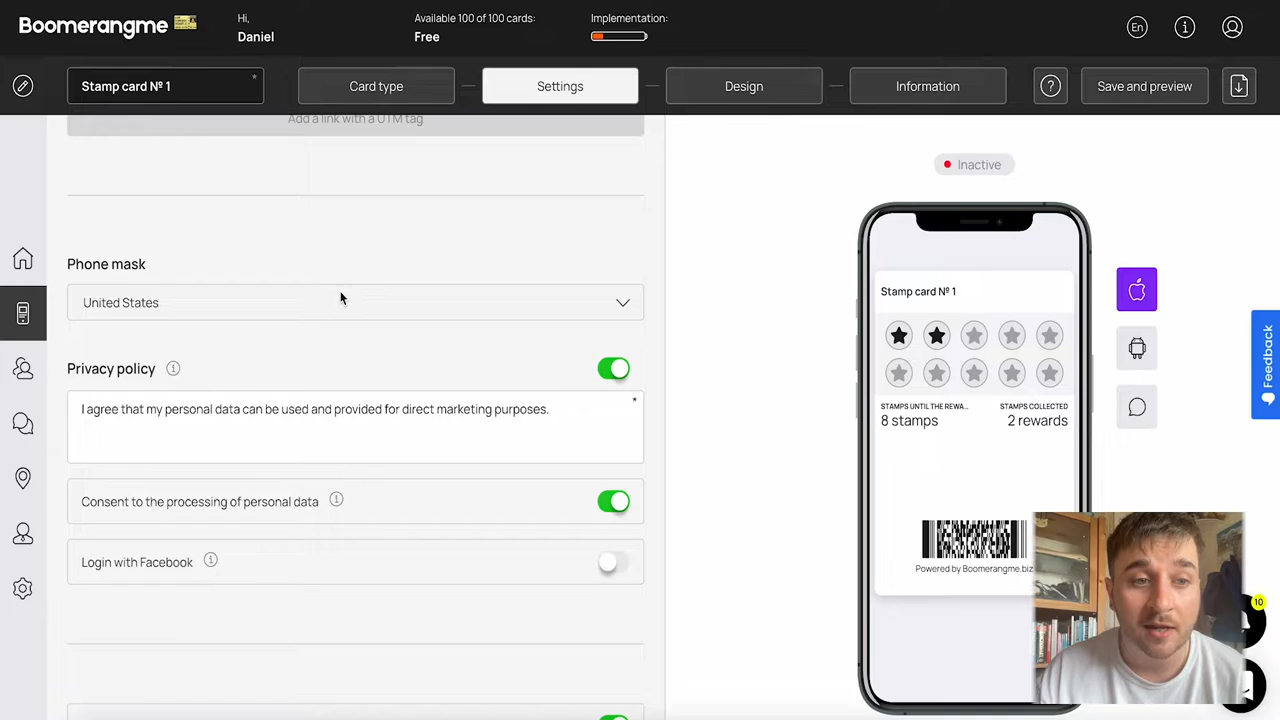 Boomerangme
Hi,
Daniel
Available 100 of 100 cards:
Free
Implementation:
En
Stamp card № 1 *
Card type
Settings
Design
Information
?
Save and preview
Add a link with a UTM tag
Phone mask
United States
Privacy policy
I agree that my personal data can be used and provided for direct marketing purposes. *
Consent to the processing of personal data
Login with Facebook
Inactive
Stamp card № 1
STAMPS UNTIL THE REWA...
STAMPS COLLECTED
8 stamps
2 rewards
Powered by Boomerangme.biz
Feedback
10